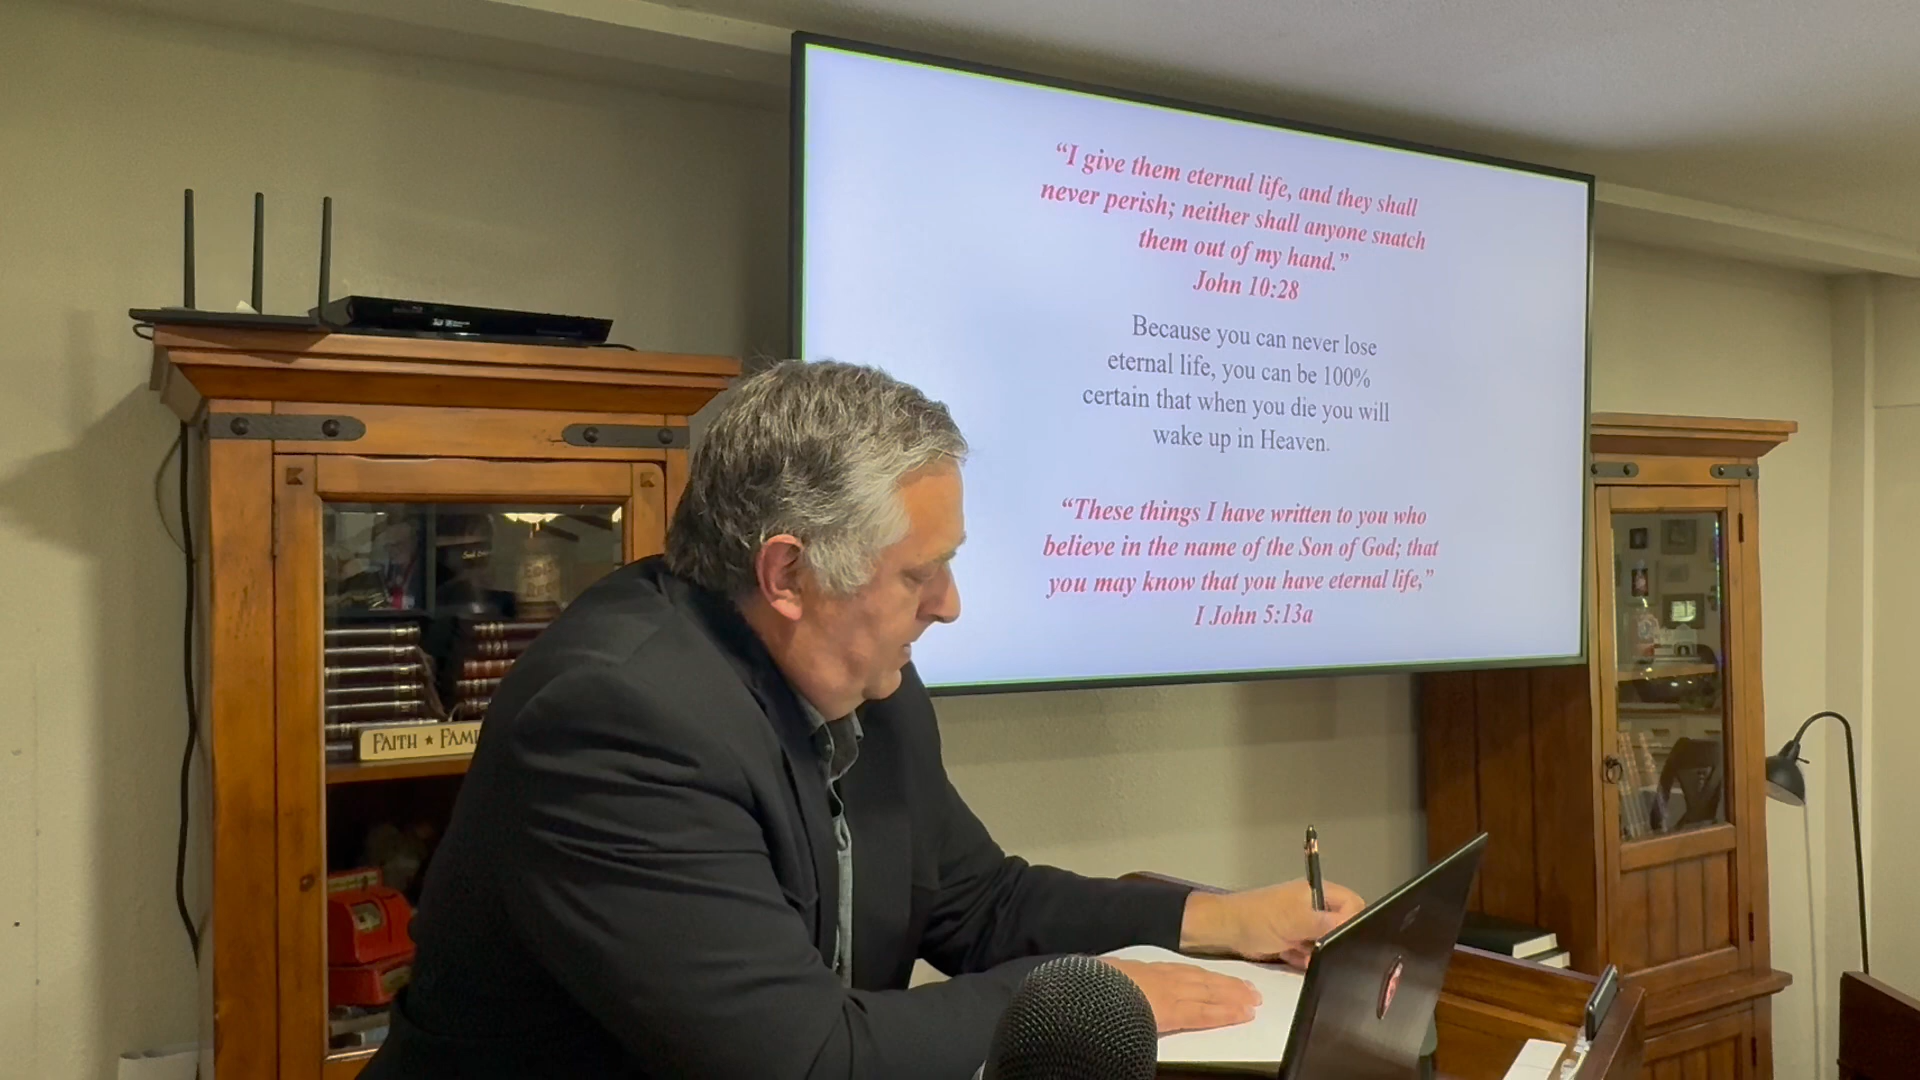 “I give them eternal life, and they shall
never perish; neither shall anyone snatch
them out of my hand.”
John 10:28
Because you can never lose
eternal life, you can be 100%
certain that when you die you will
wake up in Heaven.
“These things I have written to you who
believe in the name of the Son of God; that
you may know that you have eternal life,”
I John 5:13a
FAITH ★ FAMI